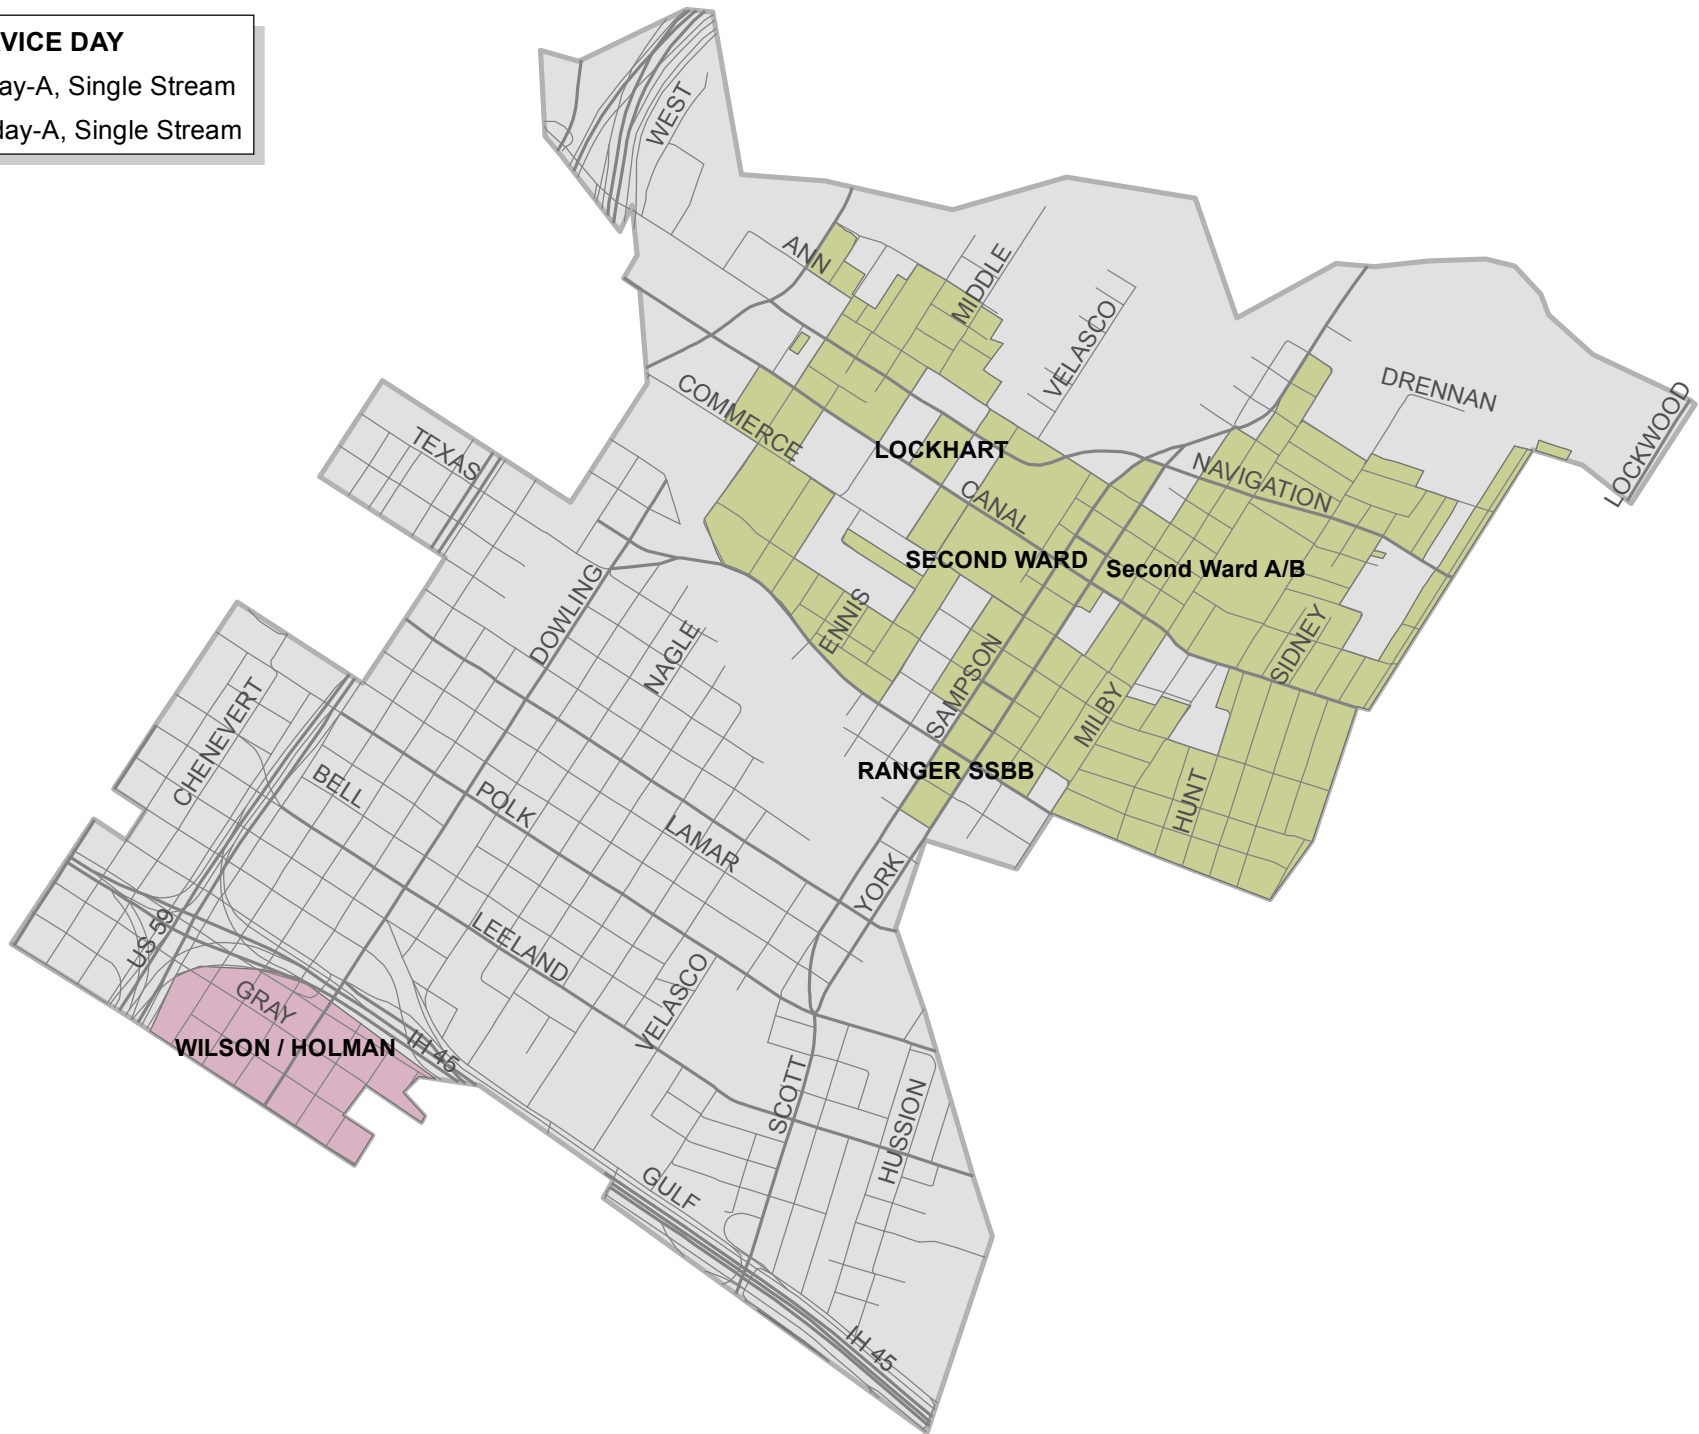 VICE DAY
ay-A, Single Stream
day-A, Single Stream
WEST
ANN
MIDDLE
VELASCO
DRENNAN
LOCKWOOD
COMMERCE
TEXAS
LOCKHART
NAVIGATION
CANAL
SECOND WARD
Second Ward A/B
DOWLING
ENNIS
NAGLE
SIDNEY
SAMPSON
MILBY
CHENEVERT
RANGER SSBB
BELL
POLK
HUNT
LAMAR
YORK
US 59
LEELAND
VELASCO
GRAY
WILSON / HOLMAN
IH 45
SCOTT
HUSSION
GULF
IH 45